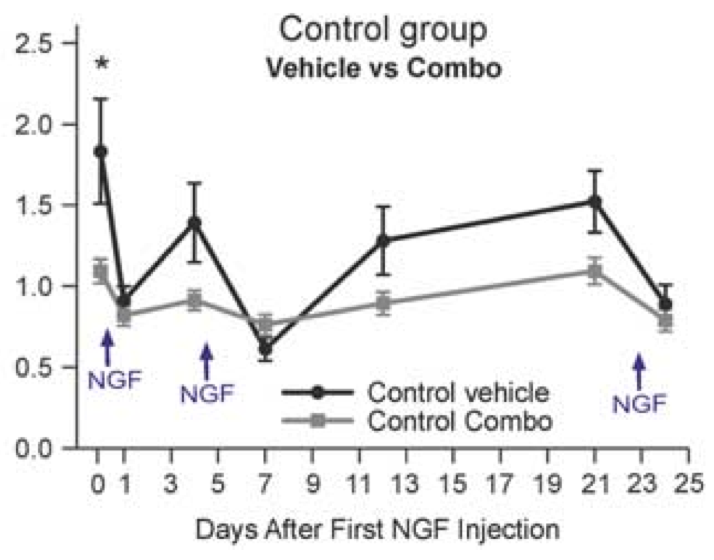 Control group
Vehicle vs Combo
2.5
*
2.0
1.5
1.0
0.5
0.0
NGF
NGF
NGF
Control vehicle
Control Combo
0 1 3 5 7 9 11 13 15 17 19 21 23 25
Days After First NGF Injection